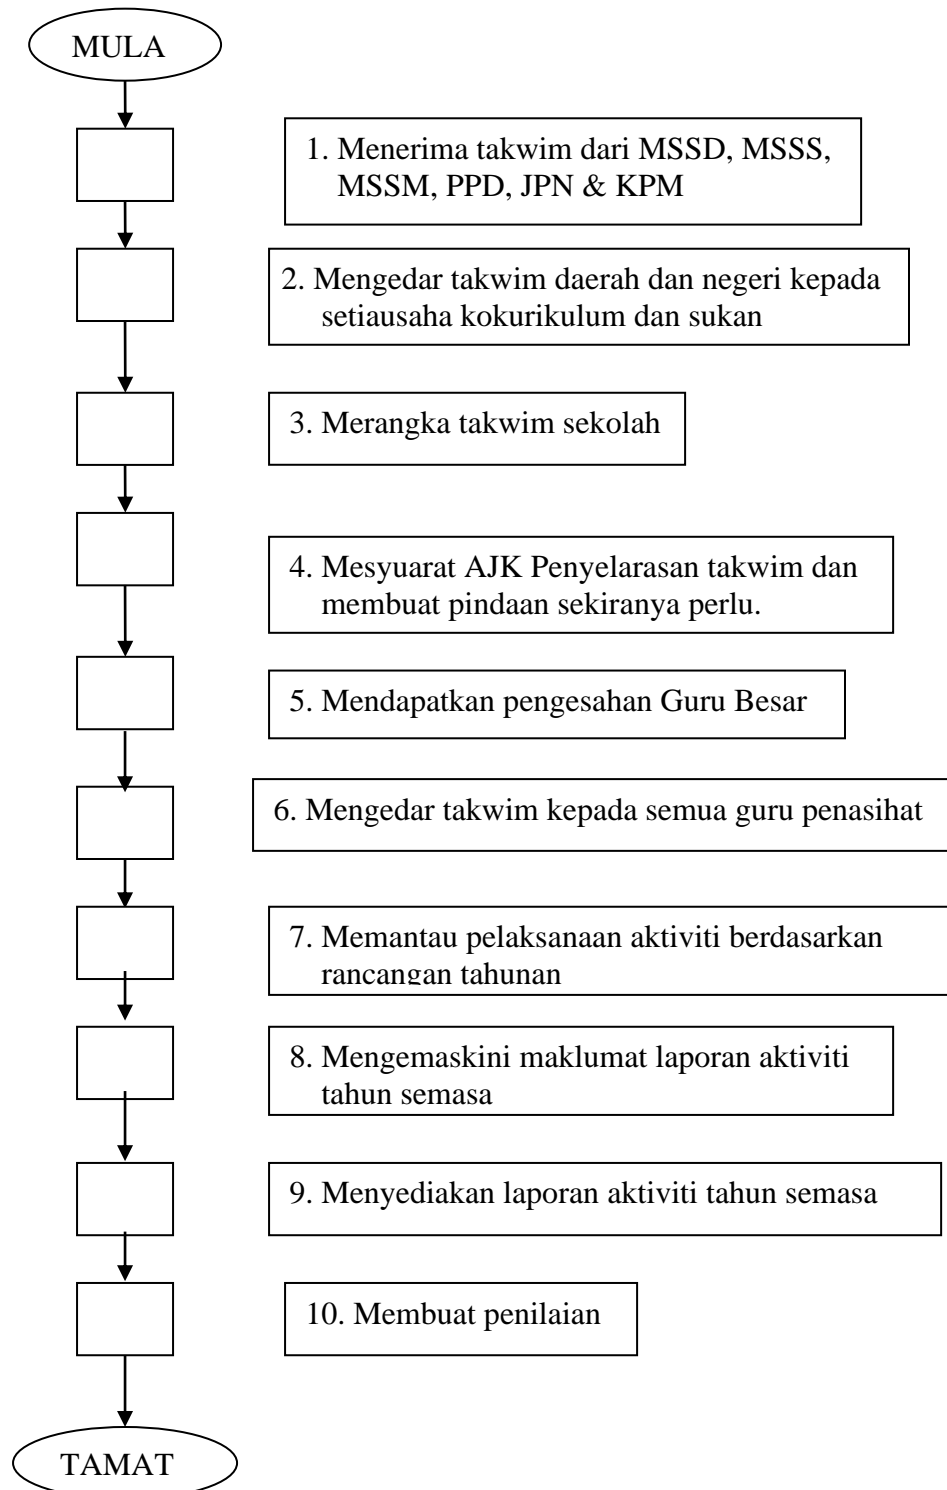 MULA
1. Menerima takwim dari MSSD, MSSS,
MSSM, PPD, JPN & KPM
2. Mengedar takwim daerah dan negeri kepada
setiausaha kokurikulum dan sukan
3. Merangka takwim sekolah
4. Mesyuarat AJK Penyelarasan takwim dan
membuat pindaan sekiranya perlu.
5. Mendapatkan pengesahan Guru Besar
6. Mengedar takwim kepada semua guru penasihat
7. Memantau pelaksanaan aktiviti berdasarkan
rancangan tahunan
8. Mengemaskini maklumat laporan aktiviti
tahun semasa
9. Menyediakan laporan aktiviti tahun semasa
10. Membuat penilaian
TAMAT